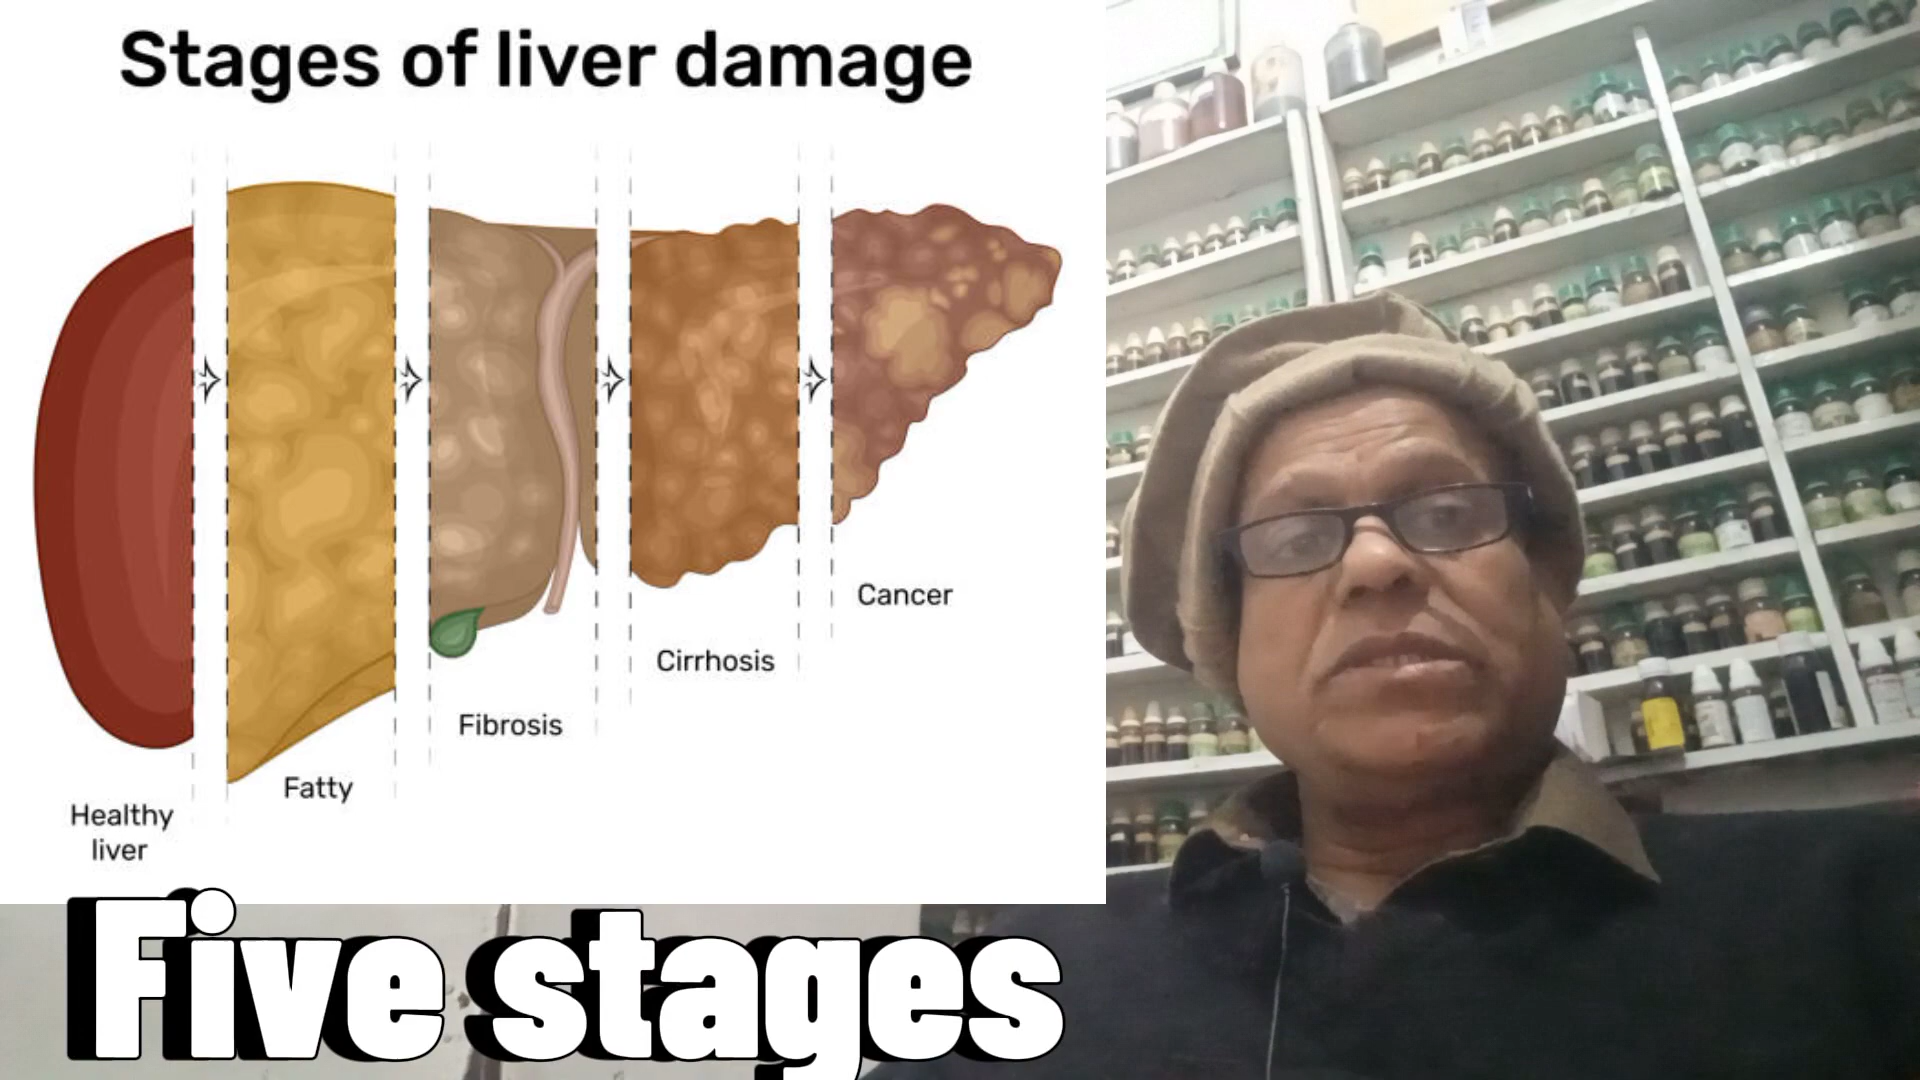 Stages of liver damage
Healthy
liver
Fatty
Fibrosis
Cirrhosis
Cancer
Five stages